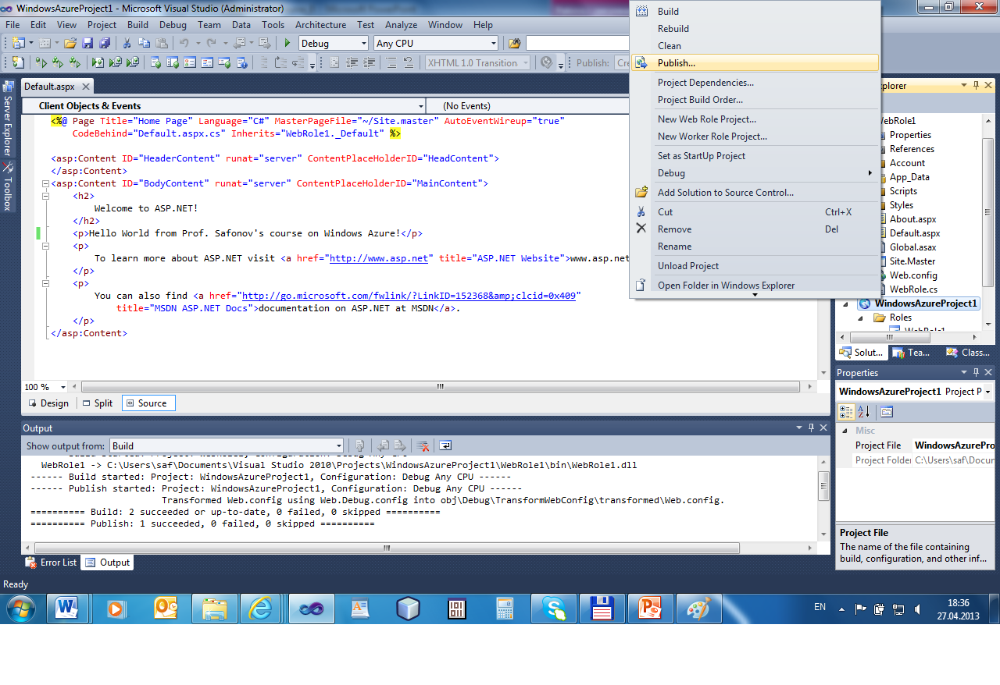 WindowsAzureProject1 - Microsoft Visual Studio (Administrator)
File Edit View Project Build Debug Team Data Tools Architecture Test Analyze Window Help
Debug Any CPU
XHTML 1.0 Transition Publish: Cre
Build
Rebuild
Clean
Publish...
Project Dependencies...
Project Build Order...
New Web Role Project...
New Worker Role Project...
Set as StartUp Project
Debug
Add Solution to Source Control...
Cut Ctrl+X
Remove Del
Rename
Unload Project
Open Folder in Windows Explorer
Server Explorer
Toolbox
Default.aspx
Client Objects & Events (No Events)
<%@ Page Title="Home Page" Language="C#" MasterPageFile="~/Site.master" AutoEventWireup="true"
CodeBehind="Default.aspx.cs" Inherits="WebRole1._Default" %>
<asp:Content ID="HeaderContent" runat="server" ContentPlaceHolderID="HeadContent">
</asp:Content>
<asp:Content ID="BodyContent" runat="server" ContentPlaceHolderID="MainContent">
<h2>
Welcome to ASP.NET!
</h2>
<p>Hello World from Prof. Safonov's course on Windows Azure!</p>
<p>
To learn more about ASP.NET visit <a href="http://www.asp.net" title="ASP.NET Website">www.asp.net
</p>
<p>
You can also find <a href="http://go.microsoft.com/fwlink/?LinkID=152368&amp;clcid=0x409"
title="MSDN ASP.NET Docs">documentation on ASP.NET at MSDN</a>.
</p>
</asp:Content>
100 %
Design Split Source
plorer
WebRole1
Properties
References
Account
App_Data
Scripts
Styles
About.aspx
Default.aspx
Global.asax
Site.Master
Web.config
WebRole.cs
WindowsAzureProject1
Roles
WebRole1
Solut... Tea... Class...
Properties
WindowsAzureProject1 Project P
Misc
Project File WindowsAzurePro
Project Folder C:\Users\saf\Docun
Project File
The name of the file containing
build, configuration, and other inf...
Output
Show output from: Build
WebRole1 -> C:\Users\saf\Documents\Visual Studio 2010\Projects\WindowsAzureProject1\WebRole1\bin\WebRole1.dll
------ Build started: Project: WindowsAzureProject1, Configuration: Debug Any CPU ------
------ Publish started: Project: WindowsAzureProject1, Configuration: Debug Any CPU ------
Transformed Web.config using Web.Debug.config into obj\Debug\TransformWebConfig\transformed\Web.config.
========== Build: 2 succeeded or up-to-date, 0 failed, 0 skipped ==========
========== Publish: 1 succeeded, 0 failed, 0 skipped ==========
Error List Output
Ready
EN
18:36
27.04.2013